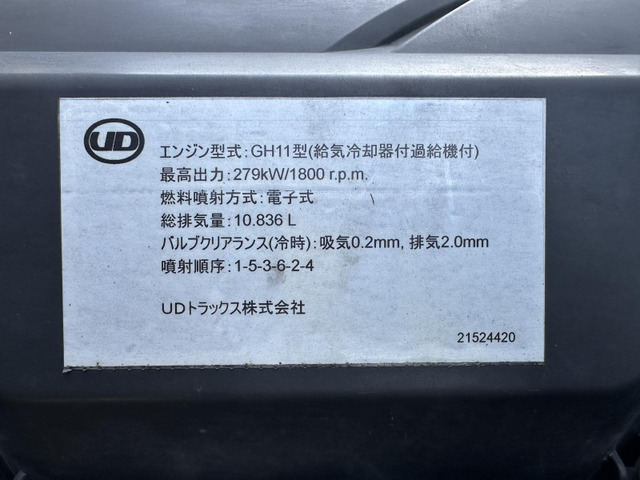 UD
エンジン型式:GH11型(給気冷却器付過給機付)
最高出力:279kW/1800 r.p.m.
燃料噴射方式:電子式
総排気量:10.836 L
バルブクリアランス(冷時):吸気0.2mm, 排気2.0mm
噴射順序:1-5-3-6-2-4
UDトラックス株式会社
21524420